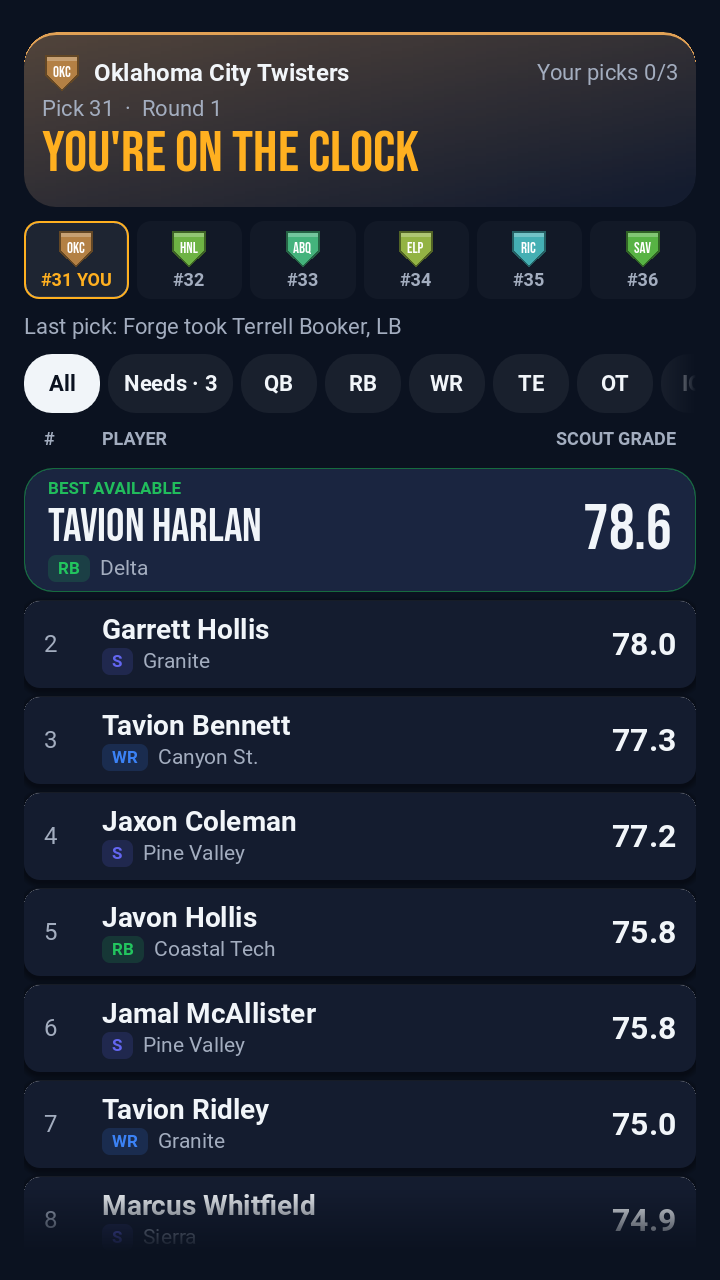 OKC Oklahoma City Twisters Your picks 0/3
Pick 31 · Round 1
YOU'RE ON THE CLOCK
OKC HNL ABQ ELP RIC SAV
#31 YOU #32 #33 #34 #35 #36
Last pick: Forge took Terrell Booker, LB
All Needs · 3 QB RB WR TE OT
# PLAYER SCOUT GRADE
BEST AVAILABLE
TAVION HARLAN 78.6
RB Delta
2 Garrett Hollis 78.0
S Granite
3 Tavion Bennett 77.3
WR Canyon St.
4 Jaxon Coleman 77.2
S Pine Valley
5 Javon Hollis 75.8
RB Coastal Tech
6 Jamal McAllister 75.8
S Pine Valley
7 Tavion Ridley 75.0
WR Granite
8 Marcus Whitfield 74.9
S Sierra